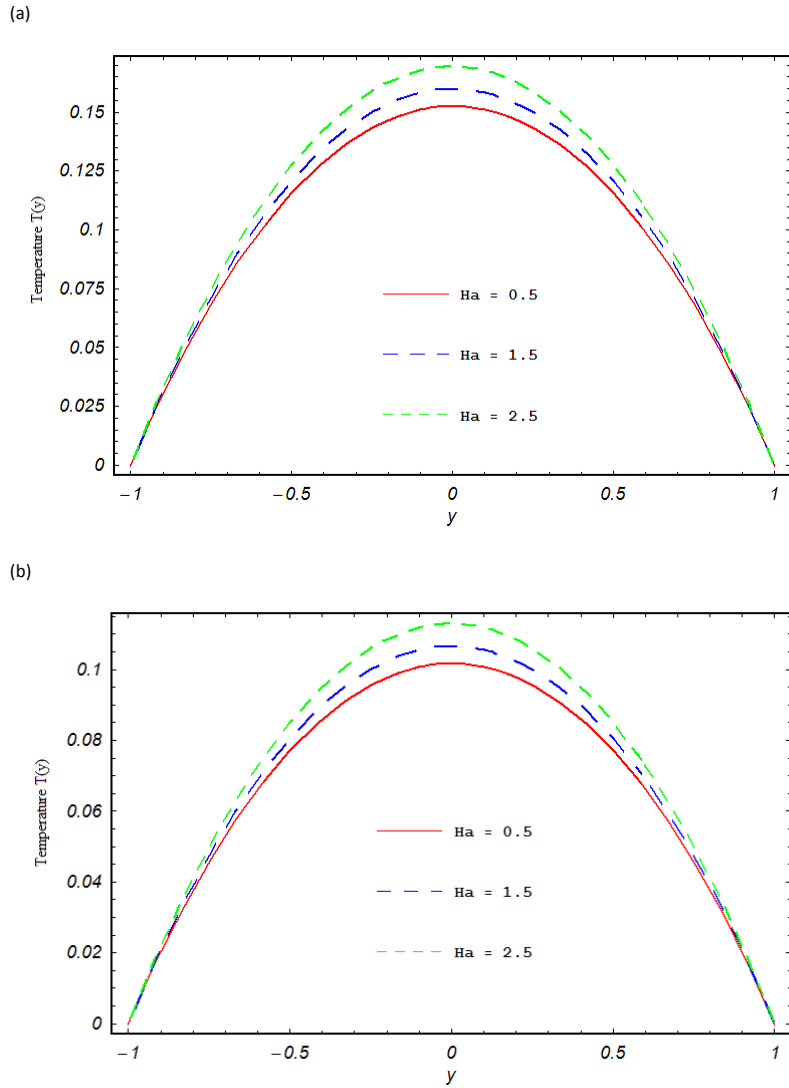 (a)
0.15
0.125
0.1
0.075
0.05
0.025
0
Temperature T(y)
Ha = 0.5
Ha = 1.5
Ha = 2.5
−1 −0.5 0 0.5 1
y
(b)
0.1
0.08
0.06
0.04
0.02
0
Temperature T(y)
Ha = 0.5
Ha = 1.5
Ha = 2.5
−1 −0.5 0 0.5 1
y